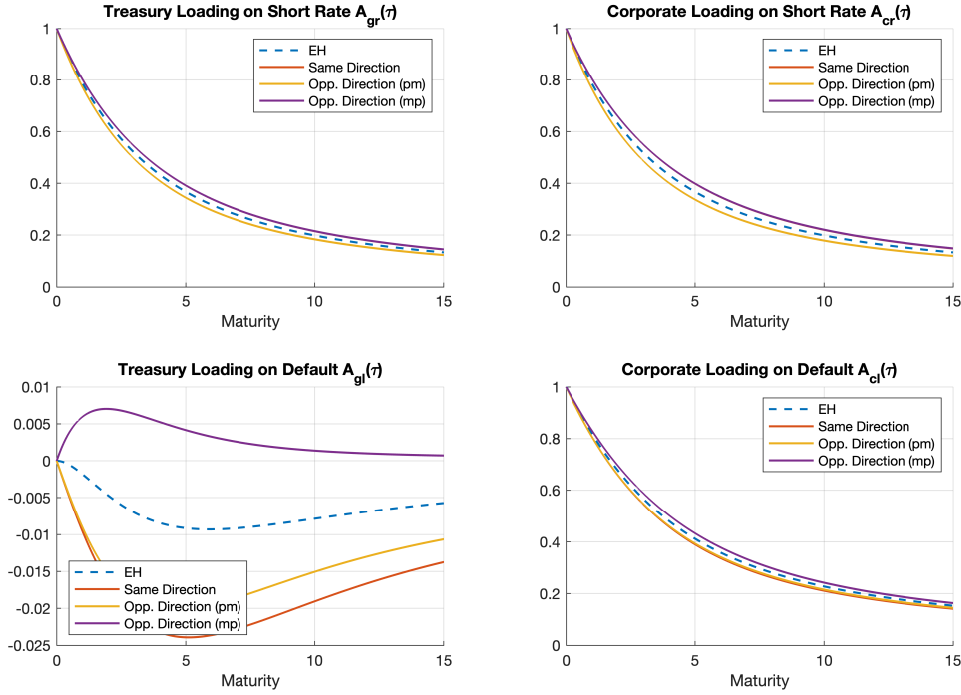 Treasury Loading on Short Rate A_gr(τ)
1
0.8
0.6
0.4
0.2
0
0
5
10
15
Maturity
EH
Same Direction
Opp. Direction (pm)
Opp. Direction (mp)
Corporate Loading on Short Rate A_cr(τ)
1
0.8
0.6
0.4
0.2
0
0
5
10
15
Maturity
EH
Same Direction
Opp. Direction (pm)
Opp. Direction (mp)
Treasury Loading on Default A_gl(τ)
0.01
0.005
0
-0.005
-0.01
-0.015
-0.02
-0.025
0
5
10
15
Maturity
EH
Same Direction
Opp. Direction (pm)
Opp. Direction (mp)
Corporate Loading on Default A_cl(τ)
1
0.8
0.6
0.4
0.2
0
0
5
10
15
Maturity
EH
Same Direction
Opp. Direction (pm)
Opp. Direction (mp)